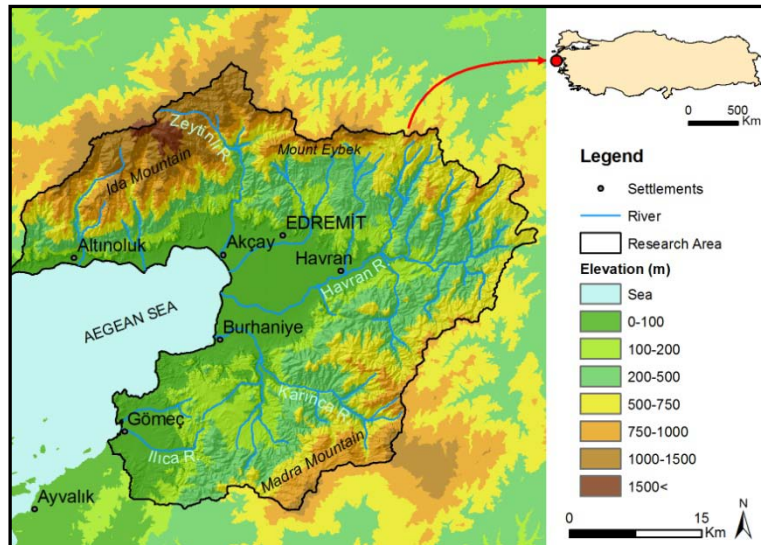 Zeytinli R.
Mount Eybek
Ida Mountain
EDREMİT
Altınoluk
Akçay
Havran
Havran R.
AEGEAN SEA
Burhaniye
Karınca R.
Gömeç
Ilıca R.
Madra Mountain
Ayvalık
0 500
Km
Legend
Settlements
River
Research Area
Elevation (m)
Sea
0-100
100-200
200-500
500-750
750-1000
1000-1500
1500<
N
0 15
Km